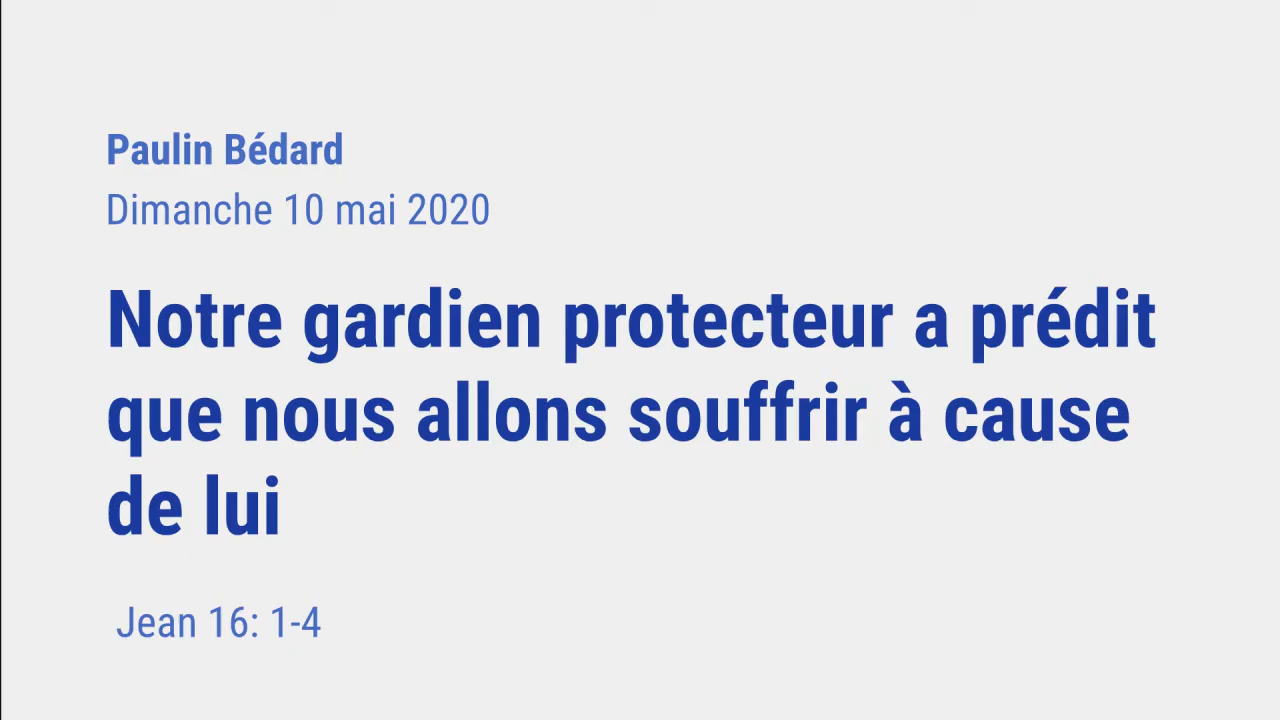 Paulin Bédard
Dimanche 10 mai 2020
Notre gardien protecteur a prédit
que nous allons souffrir à cause
de lui
Jean 16: 1-4